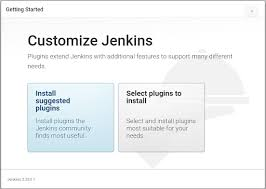 Getting Started
Customize Jenkins
Plugins extend Jenkins with additional features to support many different
needs.
Install
suggested
plugins
Install plugins the
Jenkins community
finds most useful.
Select plugins to
install
Select and install plugins
most suitable for your
needs.
Jenkins